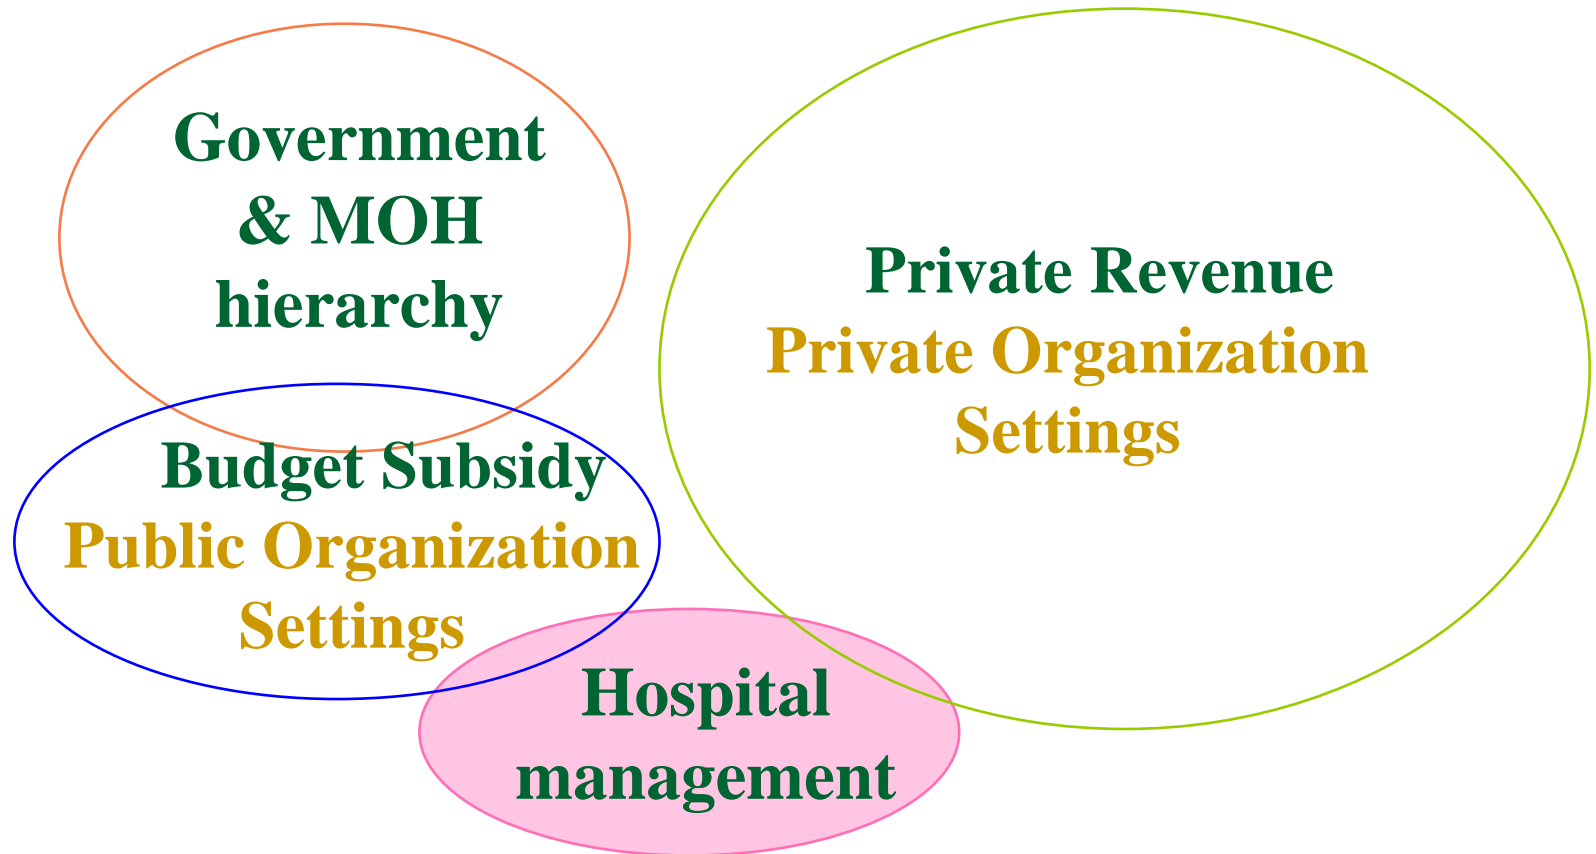 Government
& MOH
hierarchy
Private Revenue
Private Organization
Settings
Budget Subsidy
Public Organization
Settings
Hospital
management